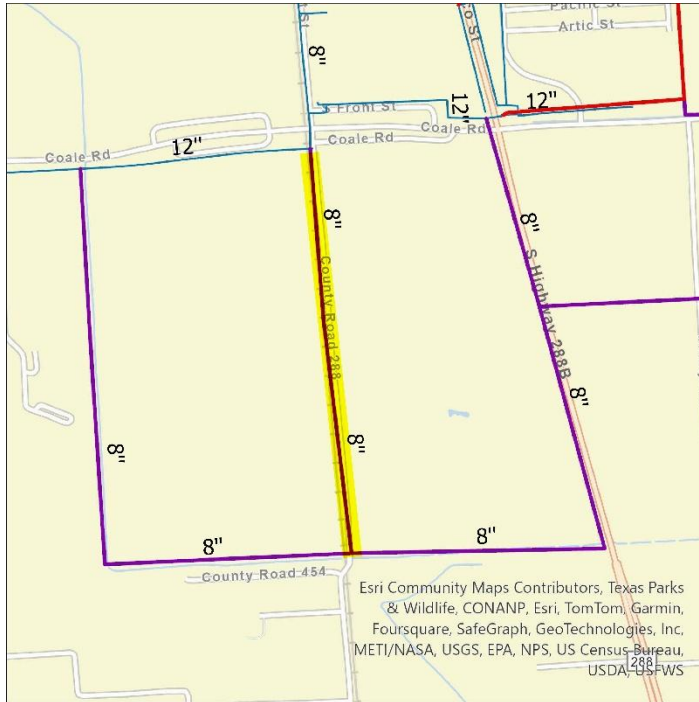 Pacific St
Artic St
8"
S Front St
12"
12"
Coale Rd
Coale Rd
Coale Rd
12"
8"
8"
County Road 288
S Highway 288B
8"
8"
8"
8"
8"
County Road 454
Esri Community Maps Contributors, Texas Parks
& Wildlife, CONANP, Esri, TomTom, Garmin,
Foursquare, SafeGraph, GeoTechnologies, Inc,
METI/NASA, USGS, EPA, NPS, US Census Bureau,
USDA, USFWS
288